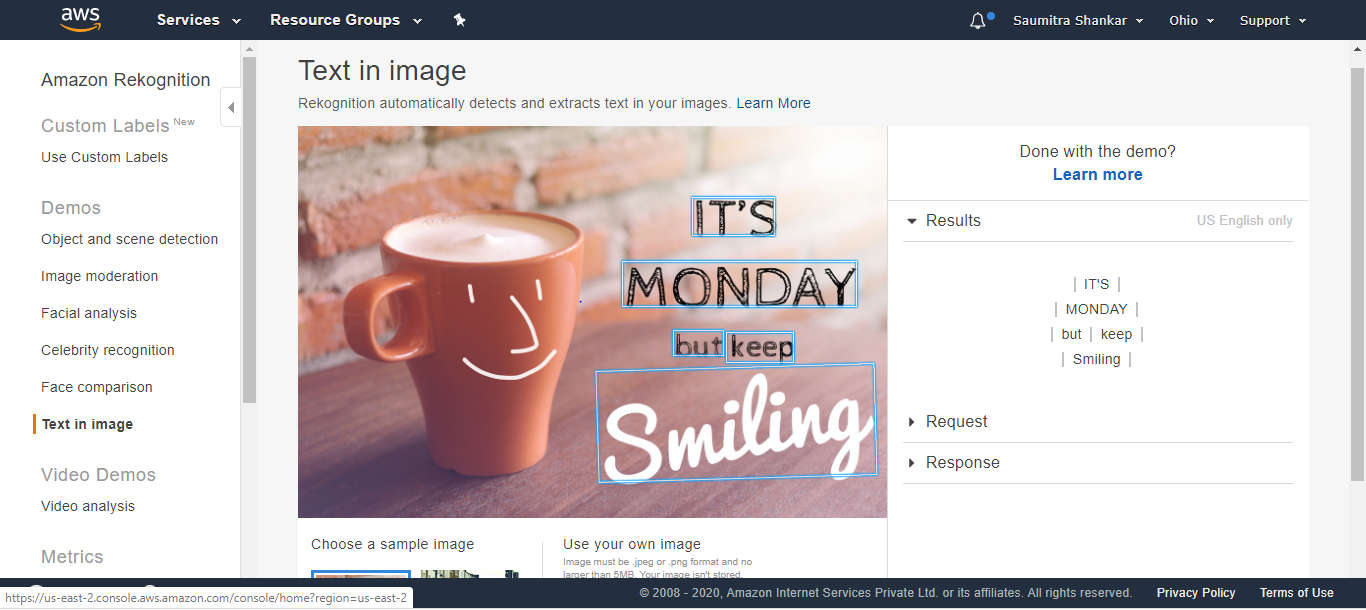 aws Services Resource Groups Saumitra Shankar Ohio Support
Amazon Rekognition
Custom Labels New
Use Custom Labels
Demos
Object and scene detection
Image moderation
Facial analysis
Celebrity recognition
Face comparison
Text in image
Video Demos
Video analysis
Metrics
Text in image
Rekognition automatically detects and extracts text in your images. Learn More
IT'S
MONDAY
but keep
Smiling
Choose a sample image
Use your own image
Image must be .jpeg or .png format and no
larger than 5MB. Your image isn't stored.
Done with the demo?
Learn more
Results US English only
| IT'S |
| MONDAY |
| but | keep |
| Smiling |
Request
Response
© 2008 - 2020, Amazon Internet Services Private Ltd. or its affiliates. All rights reserved. Privacy Policy Terms of Use
https://us-east-2.console.aws.amazon.com/console/home?region=us-east-2